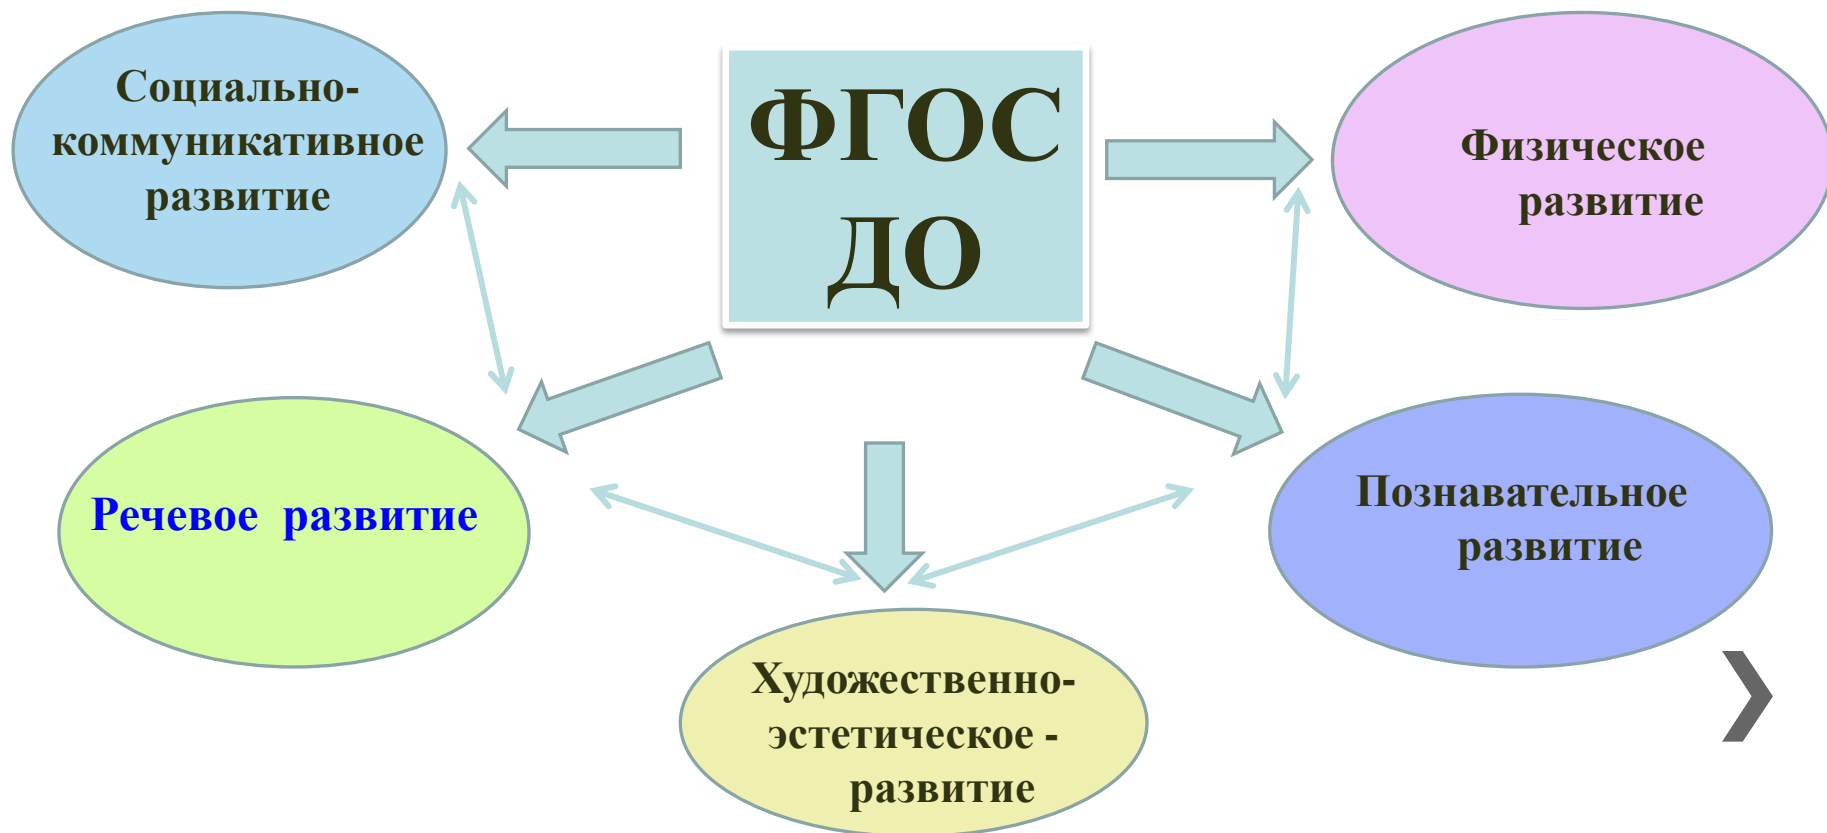 Социально-
коммуникативное
развитие
ФГОС
ДО
Физическое
развитие
Речевое развитие
Познавательное
развитие
Художественно-
эстетическое -
развитие